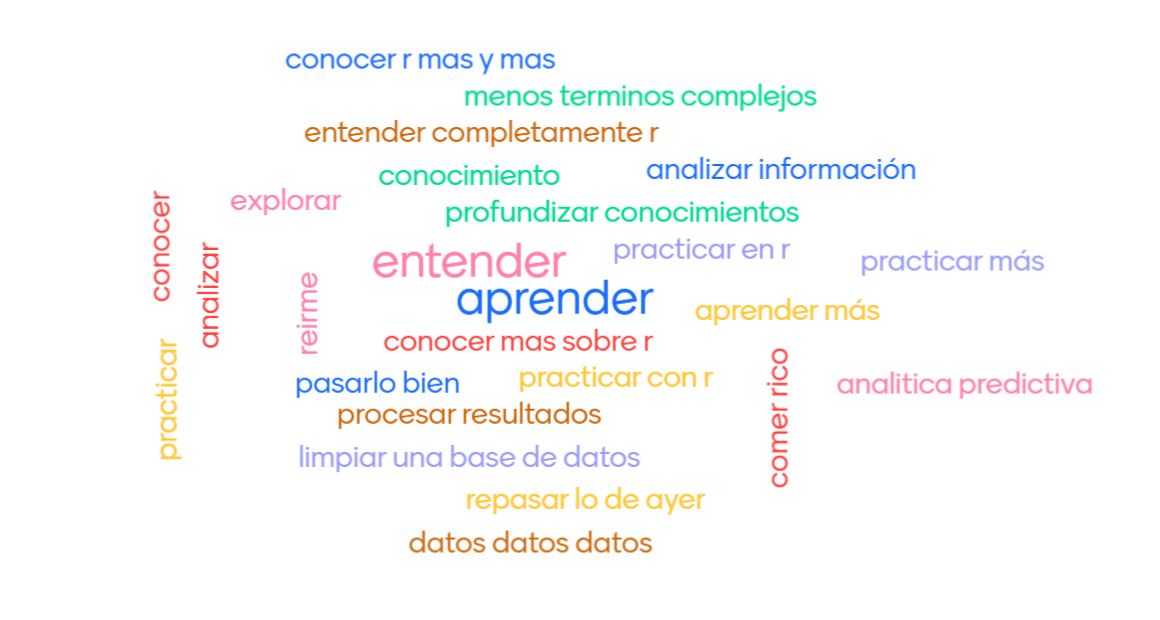 conocer r mas y mas
menos terminos complejos
entender completamente r
conocimiento
analizar información
explorar
profundizar conocimientos
conocer
analizar
reirme
entender
practicar en r
practicar más
aprender
aprender más
conocer mas sobre r
practicar
pasarlo bien
practicar con r
comer rico
analitica predictiva
procesar resultados
limpiar una base de datos
repasar lo de ayer
datos datos datos